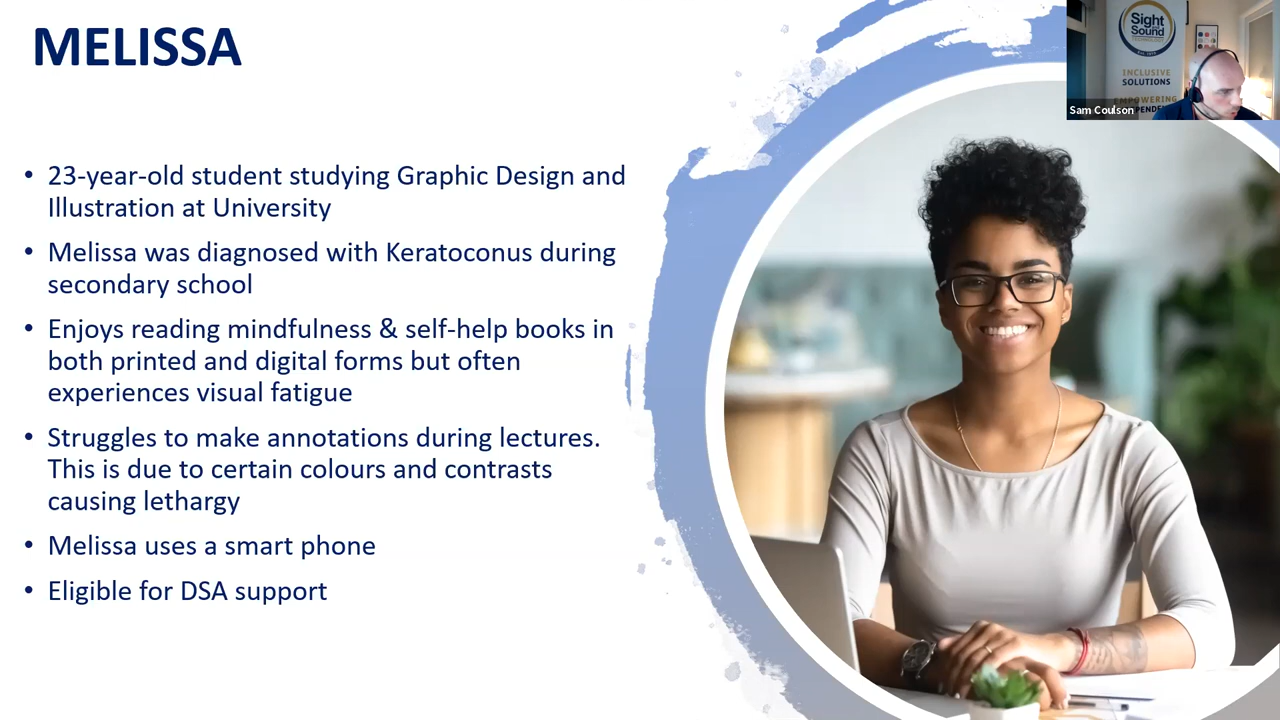 MELISSA
• 23-year-old student studying Graphic Design and
Illustration at University
• Melissa was diagnosed with Keratoconus during
secondary school
• Enjoys reading mindfulness & self-help books in
both printed and digital forms but often
experiences visual fatigue
• Struggles to make annotations during lectures.
This is due to certain colours and contrasts
causing lethargy
• Melissa uses a smart phone
• Eligible for DSA support
Sight
Sound
INCLUSIVE
SOLUTIONS
EMPOWERING
Sam Coulson